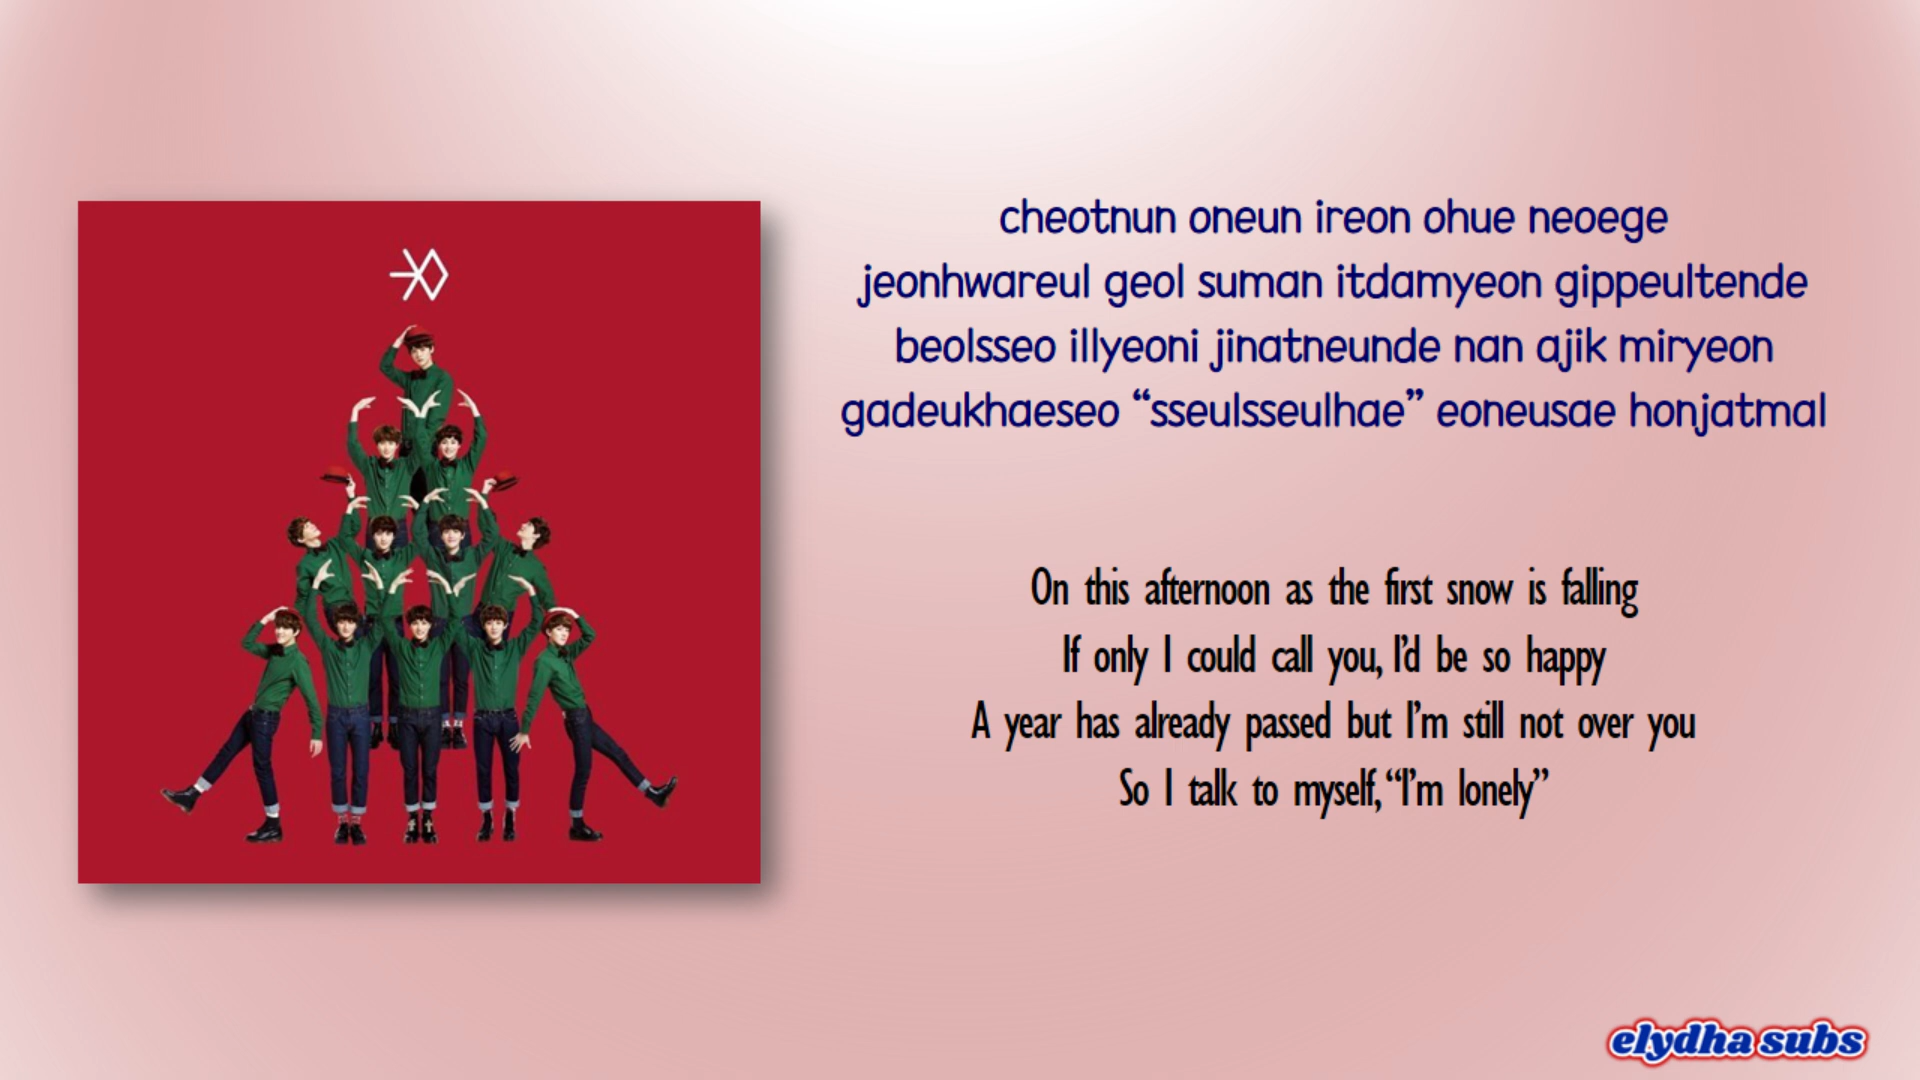 cheotnun oneun ireon ohue neoege
jeonhwareul geol suman itdamyeon gippeultende
beolsseo illyeoni jinatneunde nan ajik miryeon
gadeukhaeseo “sseulsseulhae” eoneusae honjatmal
On this afternoon as the first snow is falling
If only I could call you, I’d be so happy
A year has already passed but I’m still not over you
So I talk to myself, “I’m lonely”
elydha subs